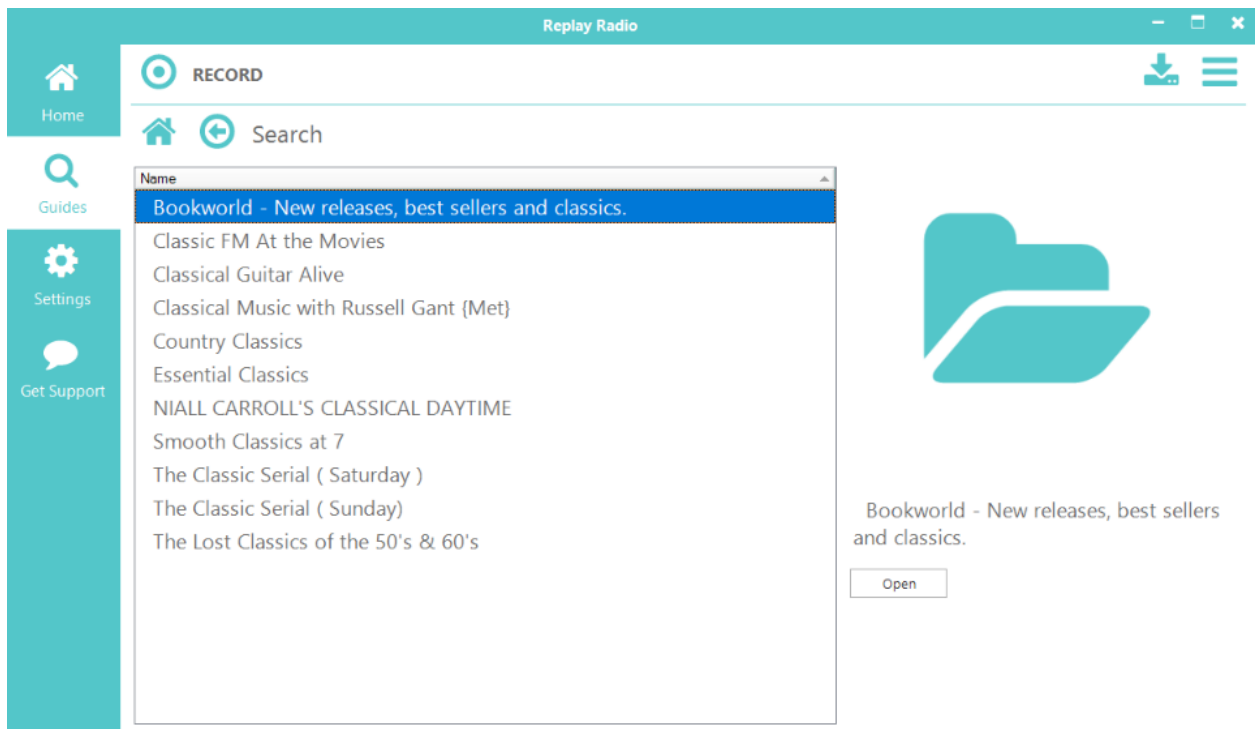 Replay Radio
Home
RECORD
Search
Guides
Name
Bookworld - New releases, best sellers and classics.
Classic FM At the Movies
Classical Guitar Alive
Settings
Classical Music with Russell Gant {Met}
Country Classics
Get Support
Essential Classics
NIALL CARROLL'S CLASSICAL DAYTIME
Smooth Classics at 7
The Classic Serial ( Saturday )
The Classic Serial ( Sunday)
The Lost Classics of the 50's & 60's
Bookworld - New releases, best sellers
and classics.
Open